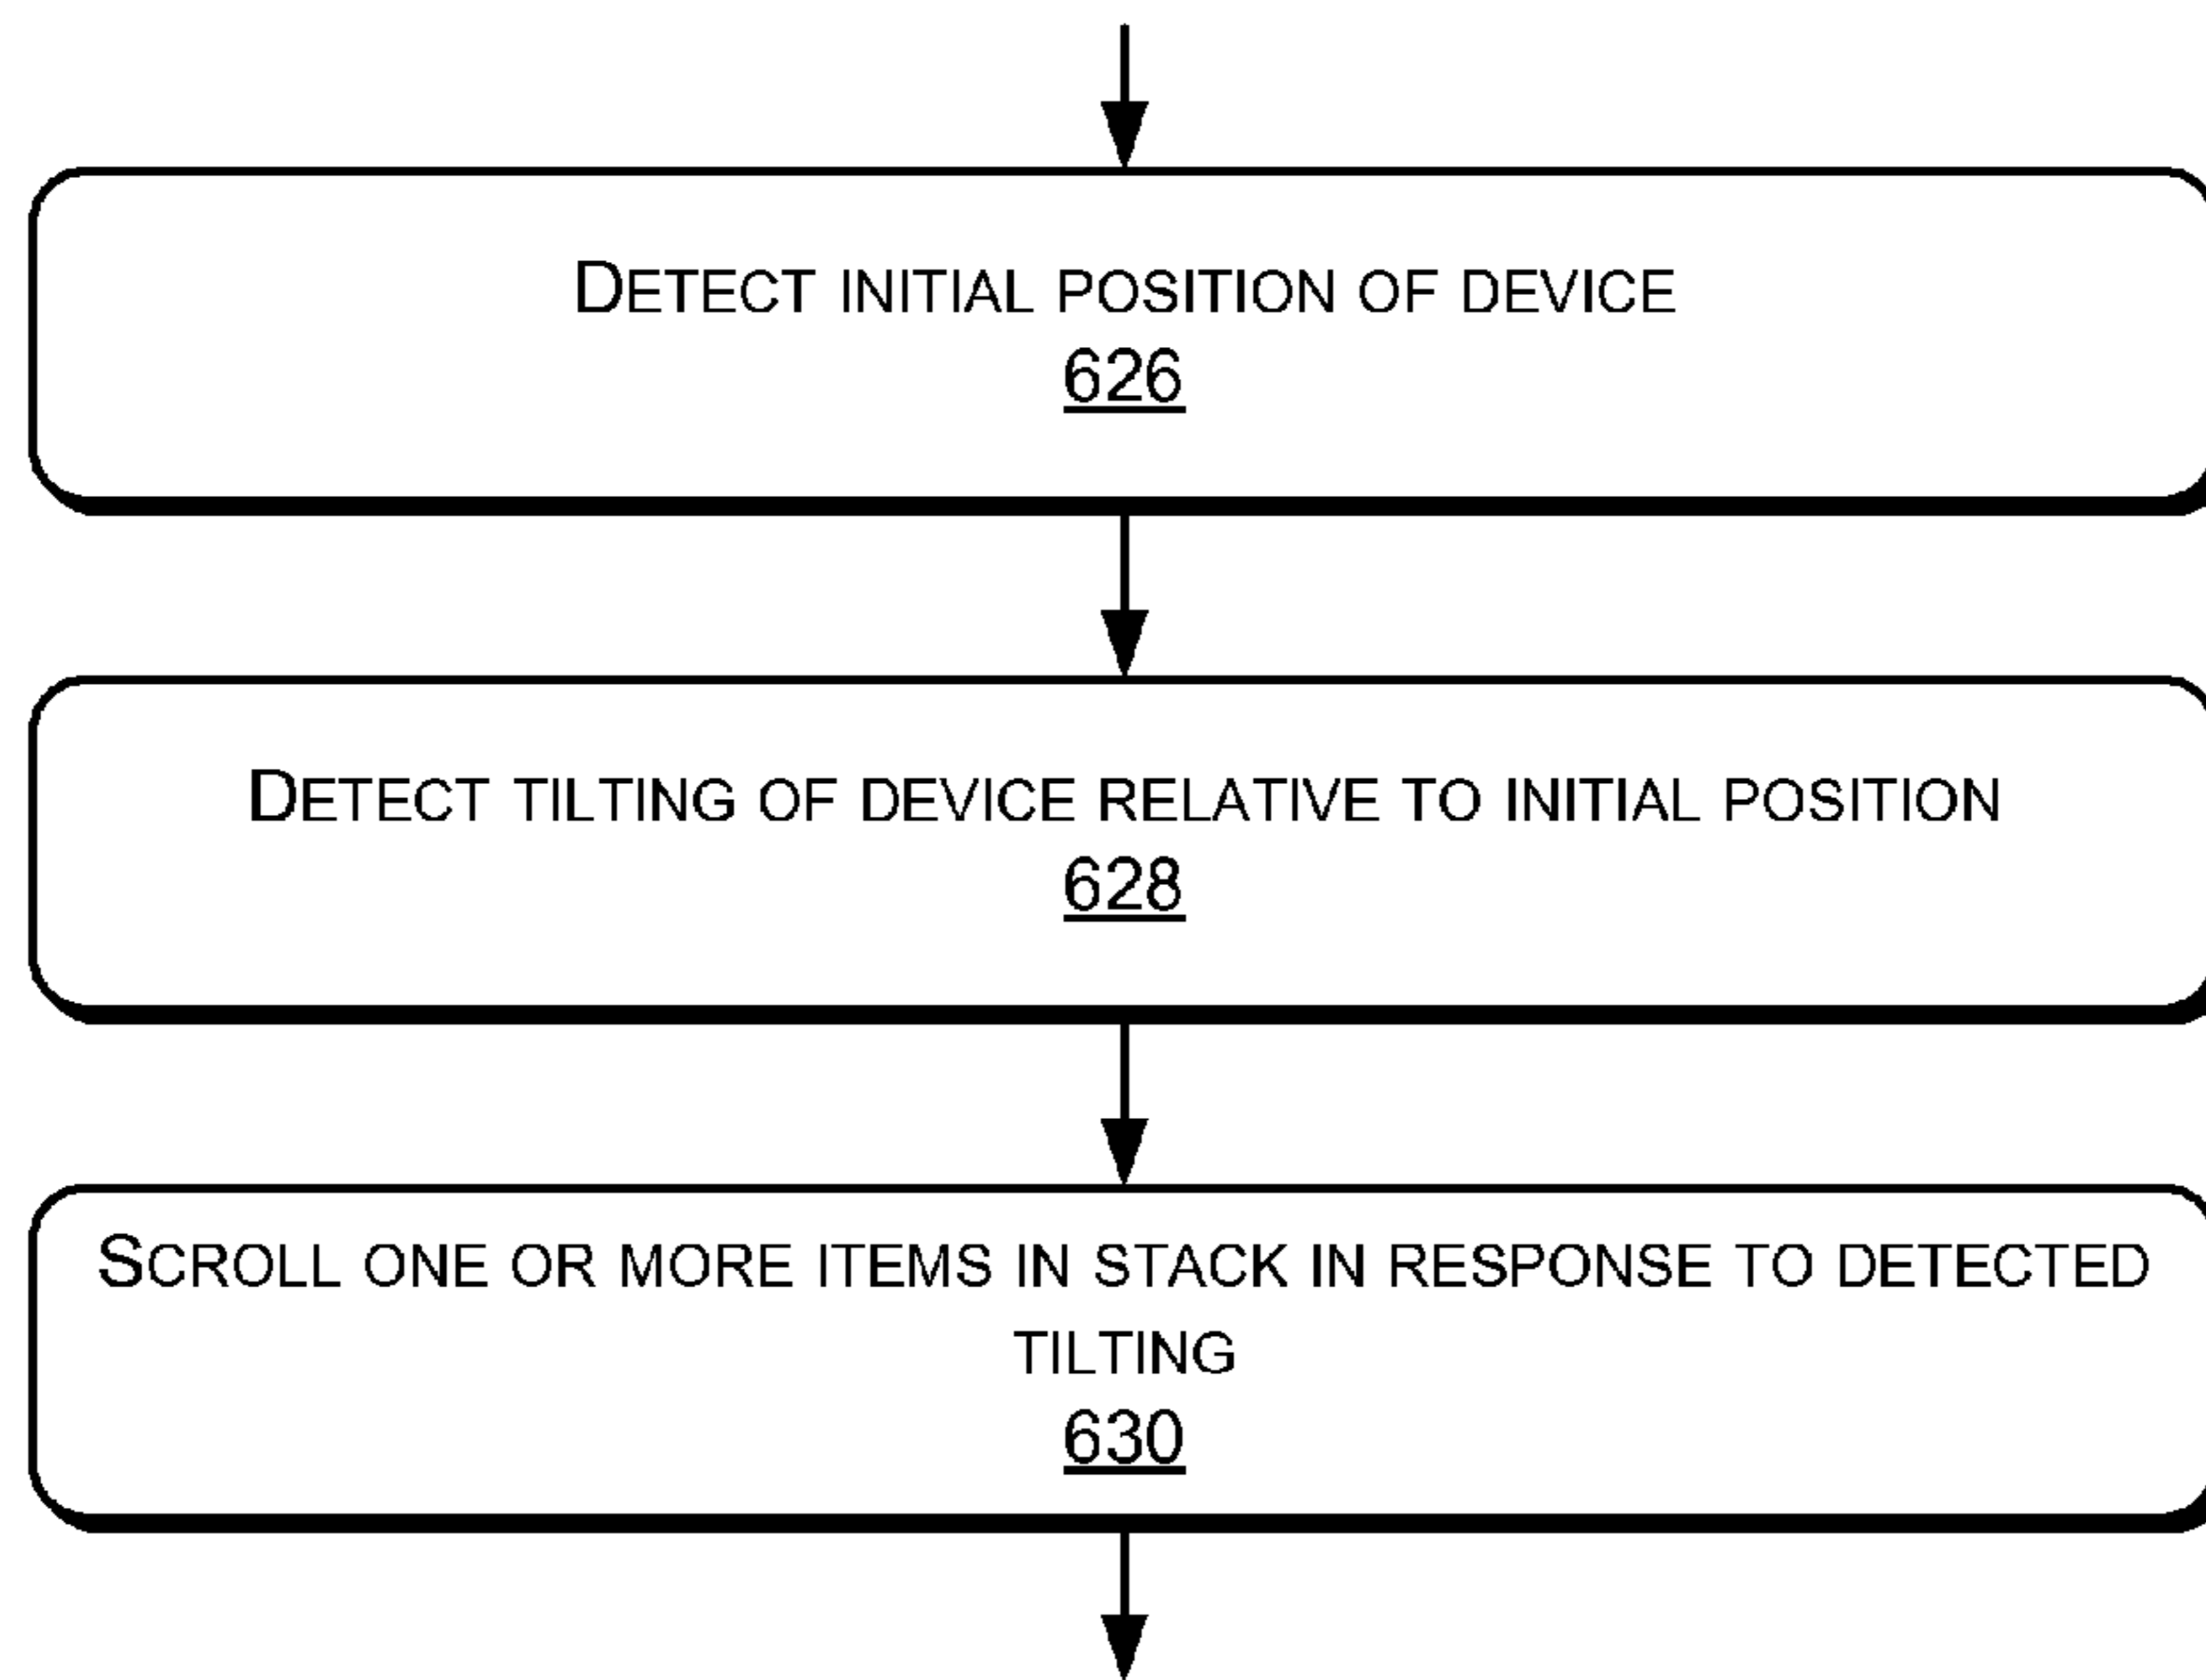 Detect initial position of device
626
Detect tilting of device relative to initial position
628
Scroll one or more items in stack in response to detected
tilting
630